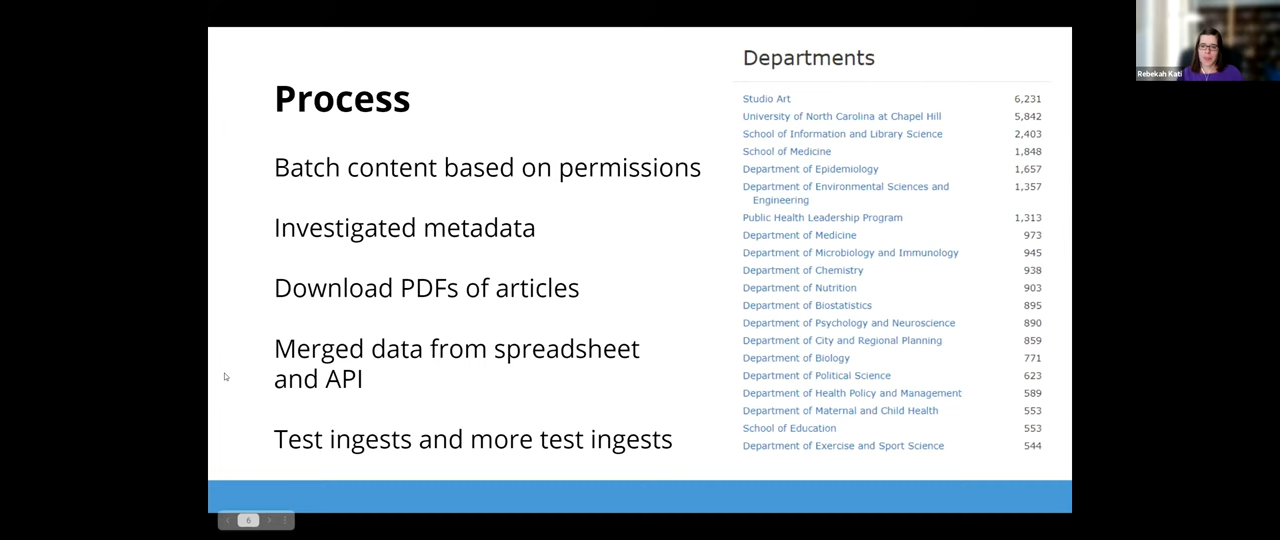 Process
Batch content based on permissions
Investigated metadata
Download PDFs of articles
Merged data from spreadsheet
and API
Test ingests and more test ingests
Departments
Studio Art 6,231
University of North Carolina at Chapel Hill 5,842
School of Information and Library Science 2,403
School of Medicine 1,848
Department of Epidemiology 1,657
Department of Environmental Sciences and 1,357
Engineering
Public Health Leadership Program 1,313
Department of Medicine 973
Department of Microbiology and Immunology 945
Department of Chemistry 938
Department of Nutrition 903
Department of Biostatistics 895
Department of Psychology and Neuroscience 890
Department of City and Regional Planning 859
Department of Biology 771
Department of Political Science 623
Department of Health Policy and Management 589
Department of Maternal and Child Health 553
School of Education 553
Department of Exercise and Sport Science 544
Rebekah Kati
6